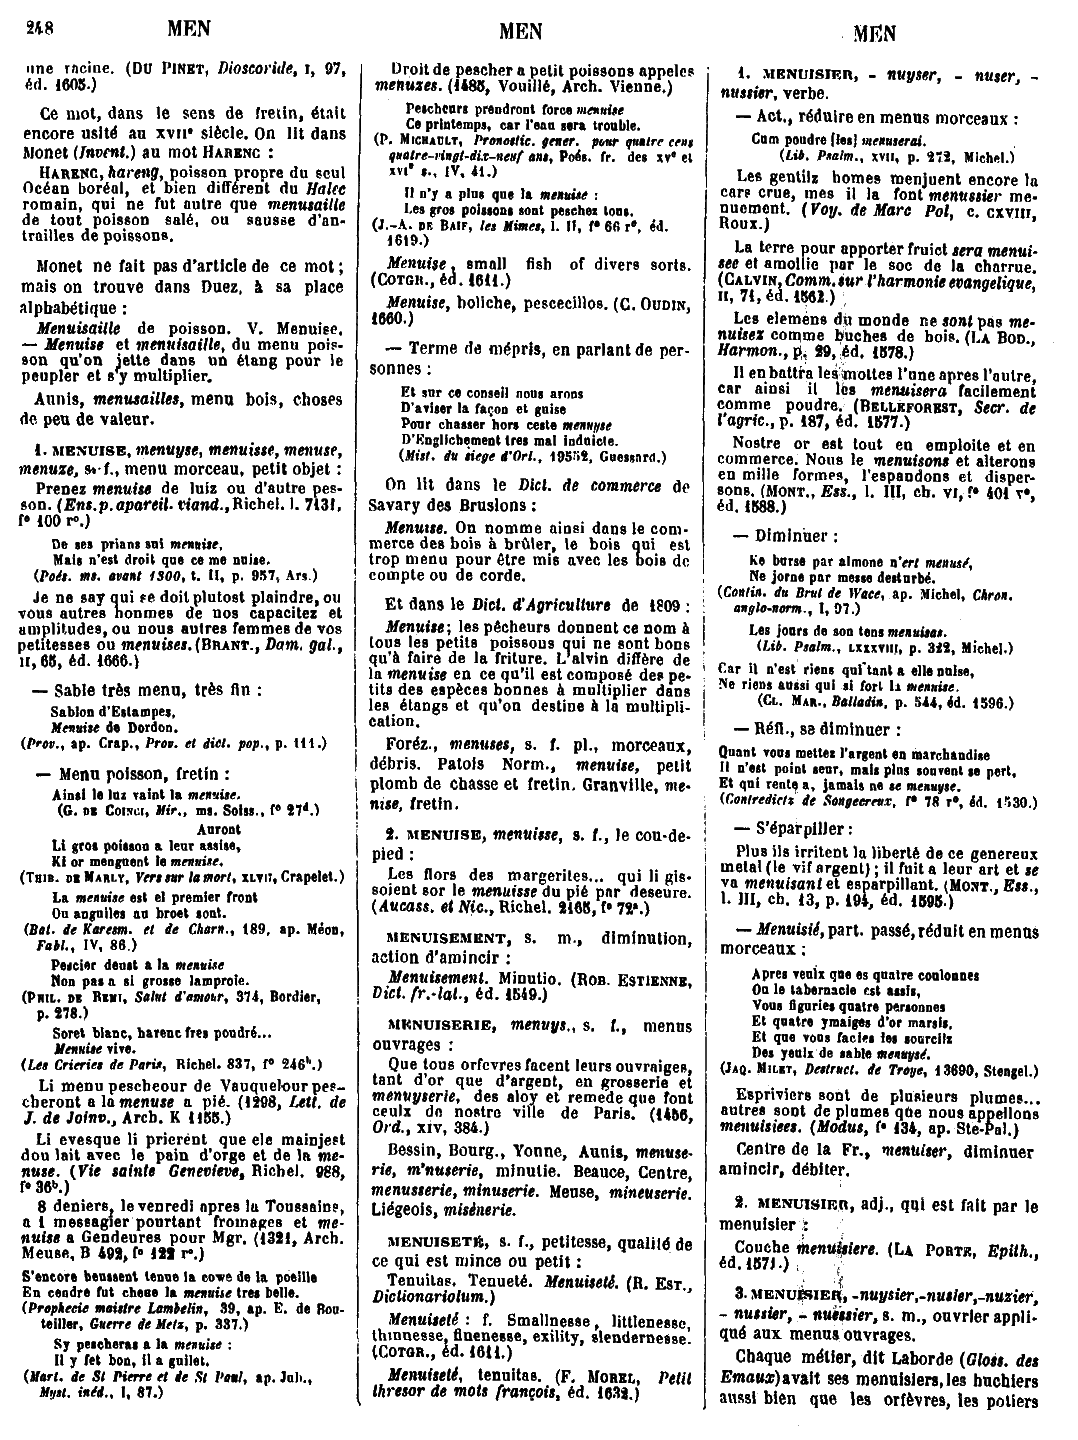 248 MEN
MEN
MEN
une racine. (DU PINET, Dioscoride, I, 97,
éd. 1605.)
Ce mot, dans le sens de fretin, était
encore usité au XVIIe siècle. On lit dans
Monet (Invent.) au mot HARENC :
HARENC, hareng, poisson propre du seul
Océan boréal, et bien différent du Halec
romain, qui ne fut autre que menusaille
de tout poisson salé, ou sausse d'an-
trailles de poissons.
Monet ne fait pas d'article de ce mot ;
mais on trouve dans Duez, à sa place
alphabétique :
Menuisaille de poisson. V. Menuise.
— Menuise et menuisaille, du menu pois-
son qu'on jette dans un étang pour le
peupler et s'y multiplier.
Aunis, menusailles, menu bois, choses
de peu de valeur.
1. MENUISE, menuyse, menuisse, menuse,
menuze, s. f., menu morceau, petit objet :
Prenez menuise de luiz ou d'autre pes-
son. (Ens. p. apareil. viand., Richel. l. 7131,
f° 100 r°.)
De ses prians sui menuise,
Mais n'est droit que ce me nuise.
(Poés. ms. avant 1300, t. II, p. 957, Ars.)
Je ne say qui se doit plutost plaindre, ou
vous autres honmes de nos capacitez et
amplitudes, ou nous autres femmes de vos
petitesses ou menuises. (BRANT., Dam. gal.,
II, 65, éd. 1666.)
— Sable très menu, très fin :
Sablon d'Estampes,
Menuise de Dordon.
(Prov., ap. Crap., Prov. et dict. pop., p. 111.)
— Menu poisson, fretin :
Ainsi le luz vaint la menuise.
(G. DE COINCI, Mir., ms. Soiss., f° 27d.)
Auront
Li gros poisson a leur assise,
Ki or menguent le menuise.
(THIB. DE MARLY, Vers sur la mort, XLVII, Crapelet.)
La menuise est el premier front
Ou anguiles au broet sont.
(Bat. de Karesm. et de Charn., 189, ap. Méon,
Fabl., IV, 86.)
Pescier deust a la menuise
Non pas a si grosse lamproie.
(PHIL. DE REMI, Salut d'amour, 374, Bordier,
p. 278.)
Soret blanc, harenc fres poudré...
Menuise vive.
(Les Crieries de Paris, Richel. 837, f° 246b.)
Li menu pescheour de Vauquelour pes-
cheront a la menuse a pié. (1298, Lett. de
J. de Joinv., Arch. K 1155.)
Li evesque li prierént que ele mainjest
dou lait avec le pain d'orge et de la me-
nuse. (Vie sainte Genevieve, Richel. 988,
f° 36b.)
8 deniers, le venredi apres la Toussains,
a 1 messagier pourtant fromages et me-
nuise a Gendeures pour Mgr. (1321, Arch.
Meuse, B 492, f° 122 r°.)
S'encore heussent tenue la cowe de la poeille
En cendre fut cheue la menuise tres belle.
(Prophecie maistre Lambelin, 39, ap. E. de Bou-
teiller, Guerre de Metz, p. 337.)
Sy pescheras a la menuise :
Il y fet bon, il a guilet.
(Mart. de St Pierre et de St Paul, ap. Jub.,
Myst. inéd., I, 87.)
Droit de pescher a petit poissons appeles
menuzes. (1485, Vouillé, Arch. Vienne.)
Pescheurs prendront force menuise
Ce printemps, car l'eau sera trouble.
(P. MICHAULT, Pronostic. gener. pour quatre cens
quatre-vingt-dix-neuf ans, Poés. fr. des XVe et
XVIe s., IV, 41.)
Il n'y a plus que la menuise :
Les gros poissons sont peschez tous.
(J.-A. DE BAIF, les Mimes, l. II, f° 66 r°, éd.
1619.)
Menuise, small fish of divers sorts.
(COTGR., éd. 1611.)
Menuise, boliche, pescecillos. (C. OUDIN,
1660.)
— Terme de mépris, en parlant de per-
sonnes :
Et sur ce conseil nous arons
D'aviser la façon et guise
Pour chasser hors ceste menuyse
D'Englichement tres mal induicte.
(Mist. du siege d'Orl., 19552, Guessard.)
On lit dans le Dict. de commerce de
Savary des Bruslons :
Menuise. On nomme ainsi dans le com-
merce des bois à brûler, le bois qui est
trop menu pour être mis avec les bois de
compte ou de corde.
Et dans le Dict. d'Agriculture de 1809 :
Menuise ; les pêcheurs donnent ce nom à
tous les petits poissous qui ne sont bons
qu'à faire de la friture. L'alvin diffère de
la menuise en ce qu'il est composé des pe-
tits des espèces bonnes à multiplier dans
les étangs et qu'on destine à la multipli-
cation.
Foréz., menuses, s. f. pl., morceaux,
débris. Patois Norm., menuise, petit
plomb de chasse et fretin. Granville, me-
nise, fretin.
2. MENUISE, menuisse, s. f., le cou-de-
pied :
Les flors des margerites... qui li gis-
soient sor le menuisse du pié par deseure.
(Aucass. et Nic., Richel. 2168, f° 72a.)
MENUISEMENT, s. m., diminution,
action d'amincir :
Menuisement. Minutio. (ROB. ESTIENNE,
Dict. fr.-lat., éd. 1549.)
MENUISERIE, menuys., s. f., menus
ouvrages :
Que tous orfevres facent leurs ouvraiges,
tant d'or que d'argent, en grosserie et
menuyserie, des aloy et remede que font
ceulx de nostre ville de Paris. (1456,
Ord., XIV, 384.)
Bessin, Bourg., Yonne, Aunis, menuse-
rie, m'nuserie, minutie. Beauce, Centre,
menusserie, minuserie. Meuse, mineuserie.
Liégeois, misènerie.
MENUISETÉ, s. f., petitesse, qualité de
ce qui est mince ou petit :
Tenuitas. Tenueté. Menuiseté. (R. EST.,
Dictionariolum.)
Menuiseté : f. Smallnesse, littlenesse,
thinnesse, finenesse, exility, slendernesse.
(COTGR., éd. 1611.)
Menuiseté, tenuitas. (F. MOREL, Petit
thresor de mots françois, éd. 1632.)
1. MENUISIER, - nuyser, - nuser, -
nussier, verbe.
— Act., réduire en menus morceaux :
Cum poudre [les] menuserai.
(Lib. Psalm., XVII, p. 272, Michel.)
Les gentilz homes menjuent encore la
cars crue, mes il la font menussier me-
nuement. (Voy. de Marc Pol, c. CXVIII,
Roux.)
La terre pour apporter fruict sera menui-
see et amollie par le soc de la charrue.
(CALVIN, Comm. sur l'harmonie evangelique,
II, 71, éd. 1562.)
Les elemens du monde ne sont pas me-
nuisez comme buches de bois. (LA BOD.,
Harmon., p. 29, éd. 1578.)
Il en battra les mottes l'une apres l'autre,
car ainsi il les menuisera facilement
comme poudre. (BELLEFOREST, Secr. de
l'agric., p. 187, éd. 1577.)
Nostre or est tout en emploite et en
commerce. Nous le menuisons et alterons
en mille formes, l'espandons et disper-
sons. (MONT., Ess., l. III, ch. VI, f° 401 v°,
éd. 1588.)
— Diminuer :
Ke burse par almone n'ert menusé,
Ne jorne par messe desturbé.
(Contin. du Brut de Wace, ap. Michel, Chron.
anglo-norm., I, 97.)
Les jours de son tens menuisas.
(Lib. Psalm., LXXXVIII, p. 322, Michel.)
Car il n'est riens qui tant a elle nuise,
Ne riens aussi qui si fort la menuise.
(CL. MAR., Balladin, p. 544, éd. 1596.)
— Réfl., se diminuer :
Quant vous mettez l'argent en marchandise
Il n'est point seur, mais plus souvent se pert,
Et qui rente a, jamais ne se menuyse.
(Contredictz de Songecreux, f° 78 r°, éd. 1530.)
— S'éparpiller :
Plus ils irritent la liberté de ce genereux
metal (le vif argent) ; il fuit a leur art et se
va menuisant et esparpillant. (MONT., Ess.,
l. III, ch. 13, p. 194, éd. 1595.)
— Menuisié, part. passé, réduit en menus
morceaux :
Apres veulx que es quatre coulonnes
Ou le tabernacle est assis,
Vous figuries quatre personnes
Et quatre ymaiges d'or marsis,
Et que vous facies les sourcilz
Des yeulx de sable menuysé.
(JAQ. MILET, Destruct. de Troye, 13690, Stengel.)
Espriviers sont de plusieurs plumes...
autres sont de plumes que nous appellons
menuisiees. (Modus, f° 134, ap. Ste-Pal.)
Centre de la Fr., menuiser, diminuer
amincir, débiter.
2. MENUISIER, adj., qui est fait par le
menuisier :
Couche menuisiere. (LA PORTE, Epith.,
éd. 1571.)
3. MENUISIER, -nuysier, -nusier, -nuzier,
- nussier, - nuessier, s. m., ouvrier appli-
qué aux menus ouvrages.
Chaque métier, dit Laborde (Gloss. des
Emaux) avait ses menuisiers, les huchiers
aussi bien que les orfèvres, les potiers